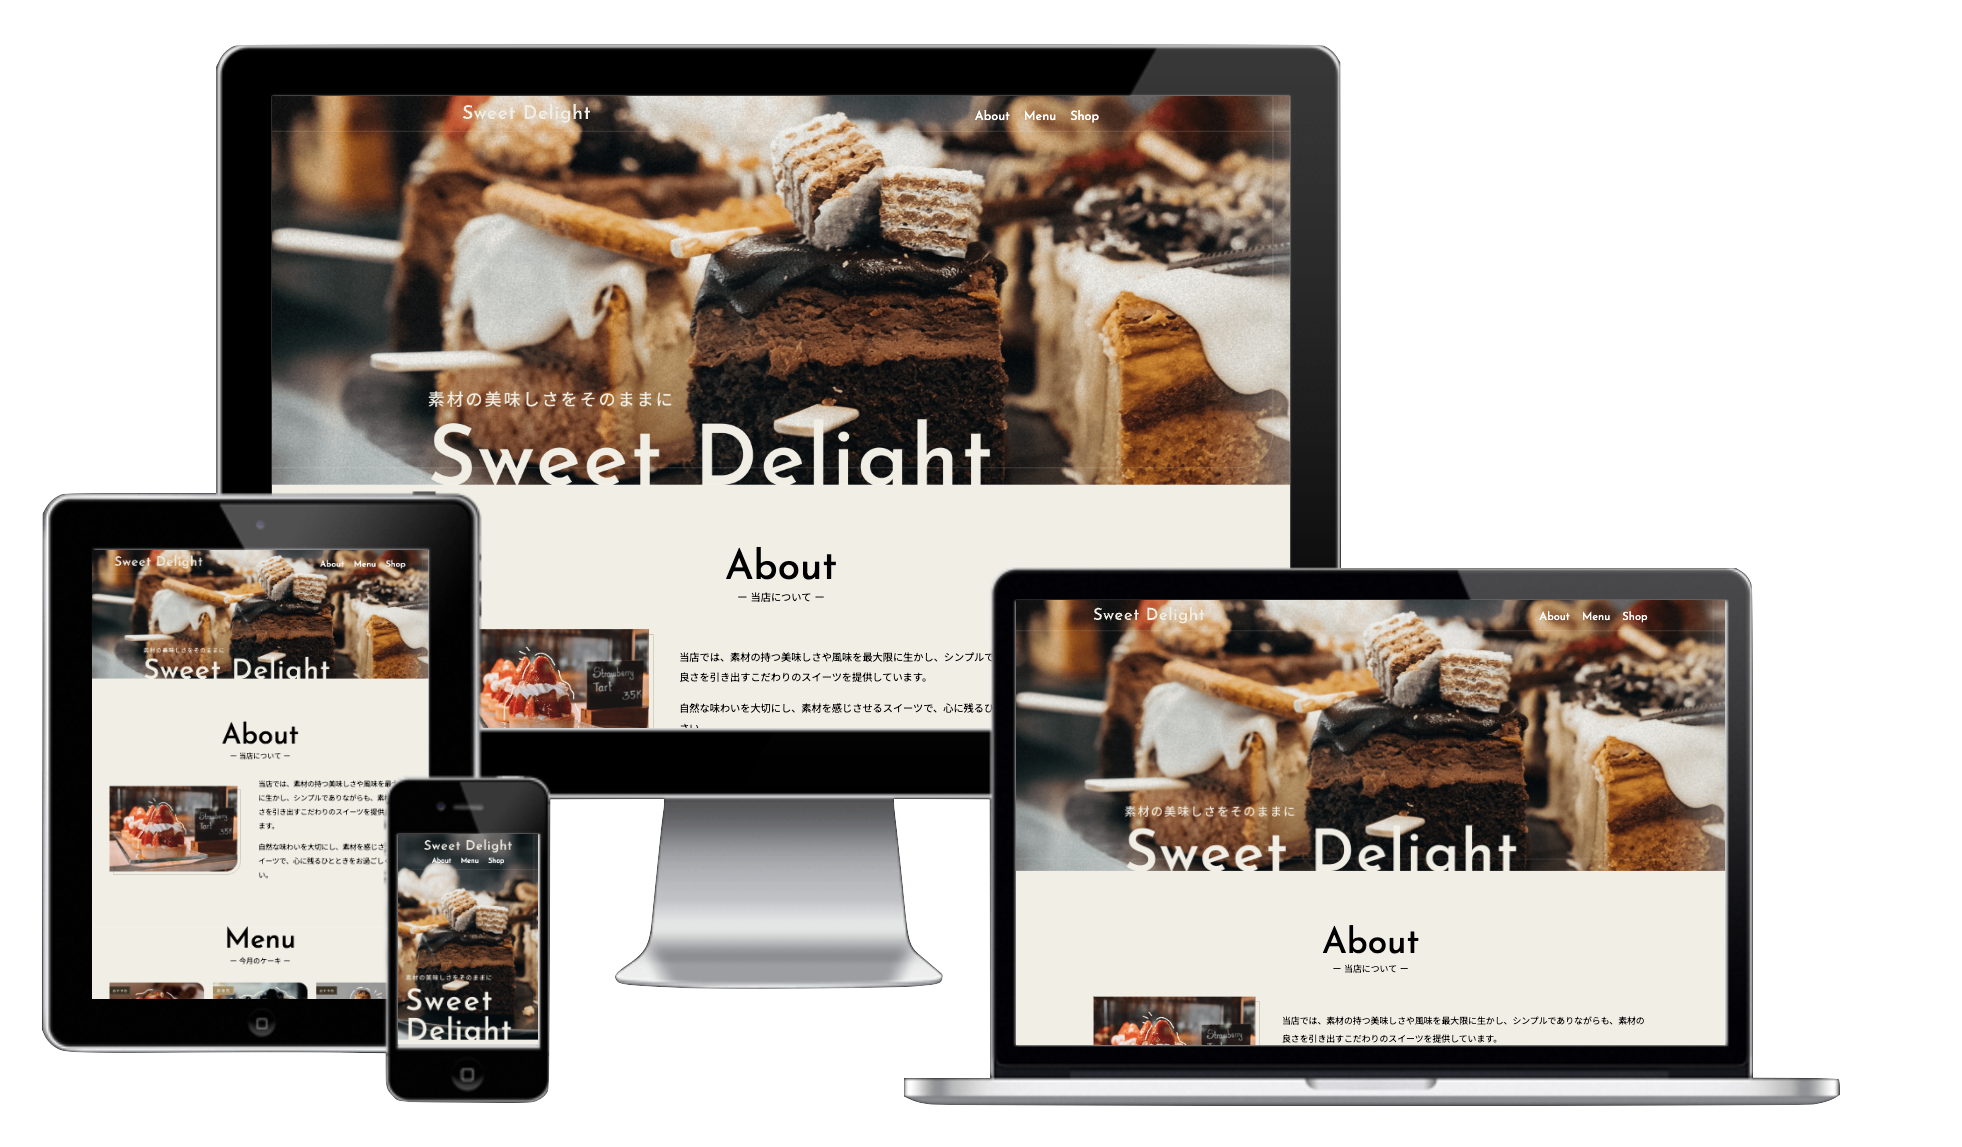 Sweet Delight
About Menu Shop
素材の美味しさをそのままに
Sweet Delight
About
ー 当店について ー
Strawberry
Tart
35K
当店では、素材の持つ美味しさや風味を最大限に生かし、シンプルで
良さを引き出すこだわりのスイーツを提供しています。
自然な味わいを大切にし、素材を感じさせるスイーツで、心に残るひ
さい
Sweet Delight
About Menu Shop
素材の美味しさをそのままに
Sweet Delight
About
ー 当店について ー
Strawberry
Tart
35K
当店では、素材の持つ美味しさや風味を最
に生かし、シンプルでありながらも、素材
さを引き出すこだわりのスイーツを提供
ます。
自然な味わいを大切にし、素材を感じさ
イーツで、心に残るひとときをお過ごし
い。
Menu
ー 今月のケーキ ー
Sweet Delight
About Menu Shop
素材の美味しさをそのままに
Sweet
Delight
Sweet Delight
About Menu Shop
素材の美味しさをそのままに
Sweet Delight
About
ー 当店について ー
Strawberry
当店では、素材の持つ美味しさや風味を最大限に生かし、シンプルでありながらも、素材の
良さを引き出すこだわりのスイーツを提供しています。